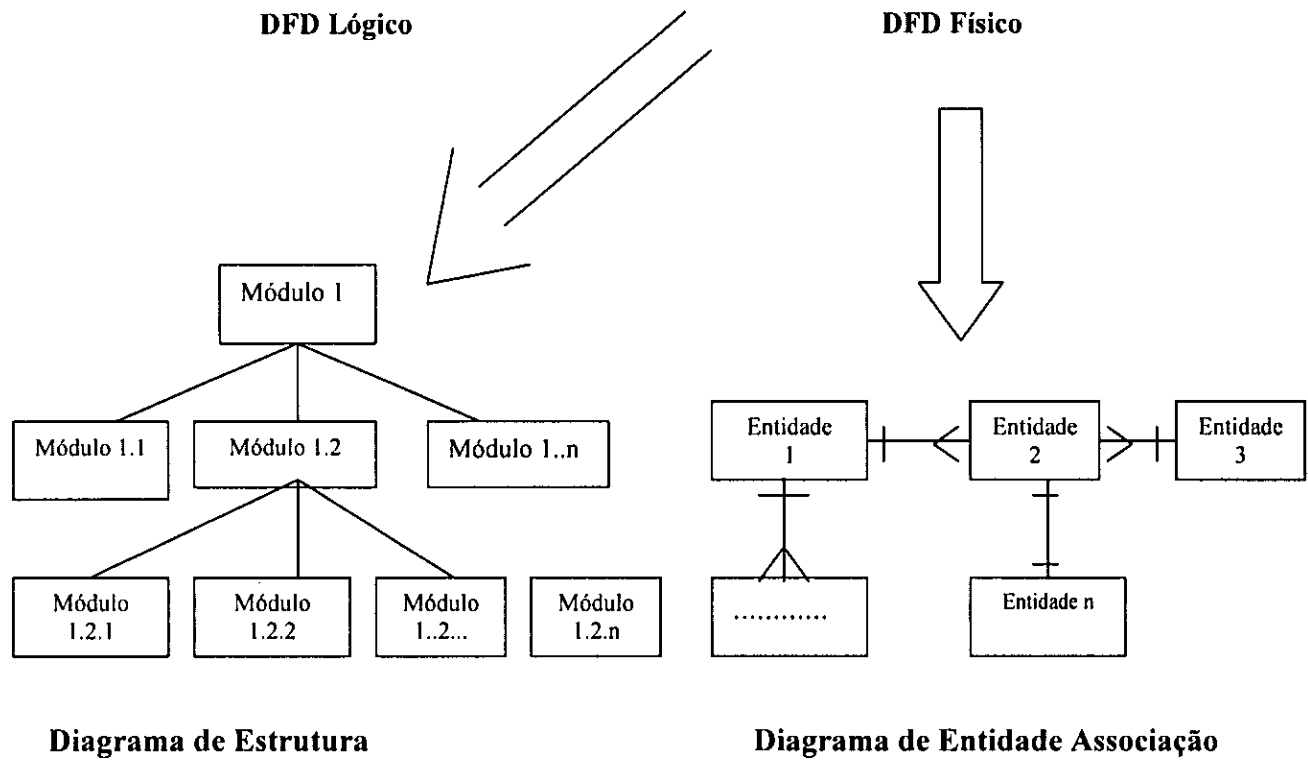 DFD Lógico
DFD Físico
Módulo 1
Módulo 1.1
Módulo 1.2
Módulo 1..n
Módulo
1.2.1
Módulo
1.2.2
Módulo
1..2...
Módulo
1.2.n
Entidade
1
Entidade
2
Entidade
3
............
Entidade n
Diagrama de Estrutura
Diagrama de Entidade Associação